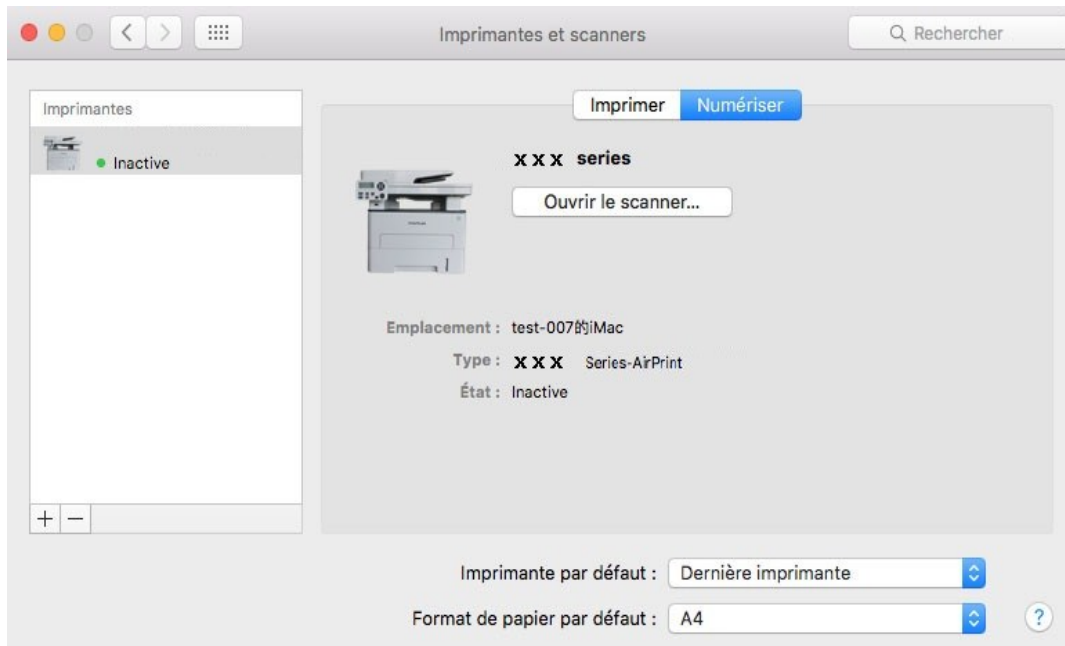 Imprimantes et scanners
Rechercher
Imprimantes
Inactive
Imprimer Numériser
x x x series
Ouvrir le scanner...
Emplacement : test-007的iMac
Type : x x x Series-AirPrint
État : Inactive
+ −
Imprimante par défaut : Dernière imprimante
Format de papier par défaut : A4 ?